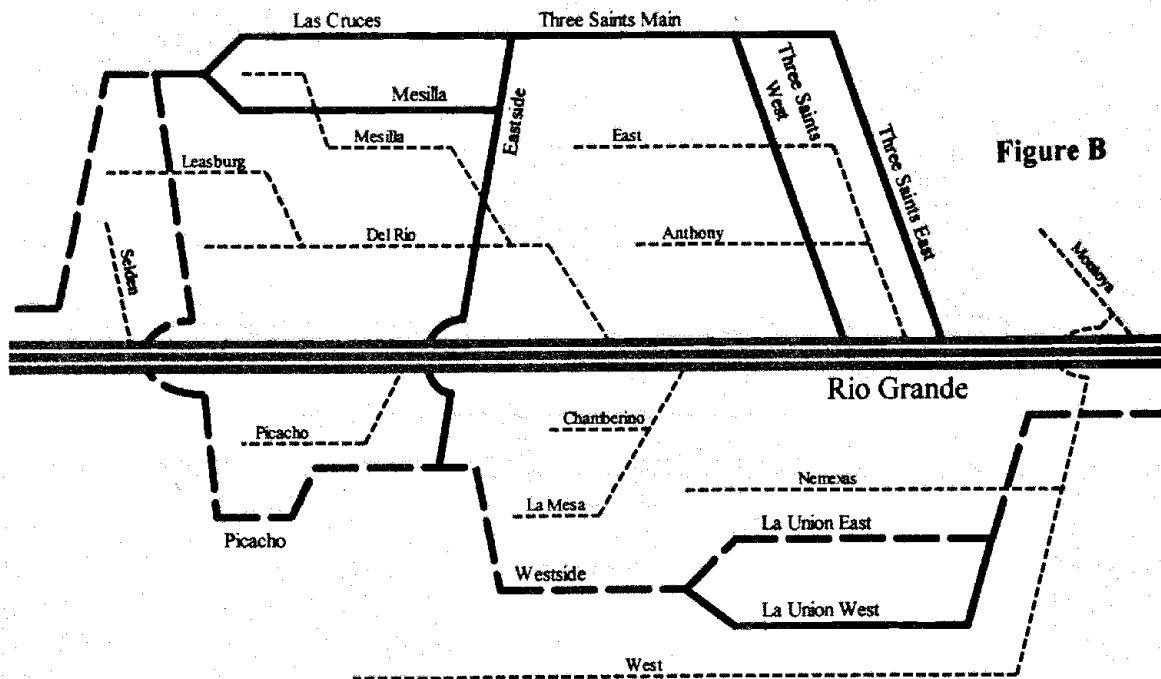 Las Cruces
Three Saints Main
Mesilla
Three Saints
West
Eastside
Mesilla
East
Three Saints East
Figure B
Leasburg
Selden
Del Rio
Anthony
Montoya
Rio Grande
Picacho
Chamberino
Nemexas
La Mesa
La Union East
Picacho
Westside
La Union West
West